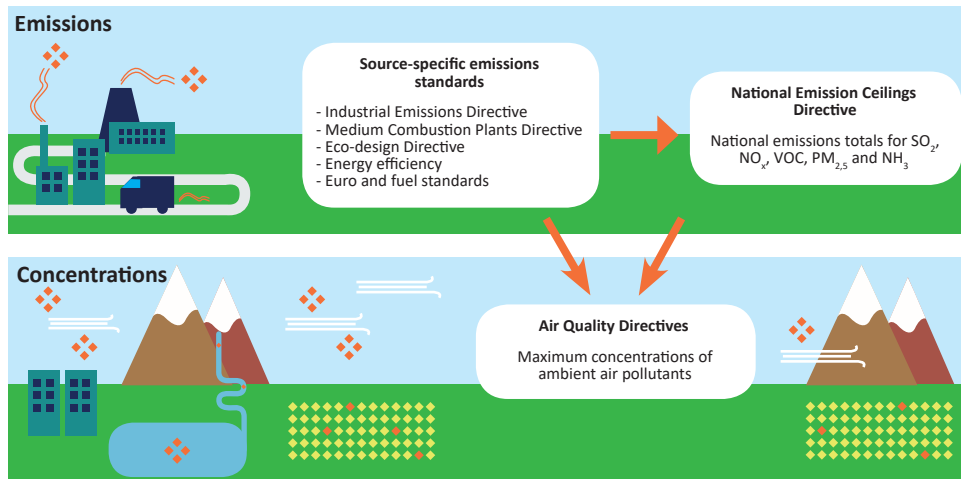 Emissions
Source-specific emissions
standards
- Industrial Emissions Directive
- Medium Combustion Plants Directive
- Eco-design Directive
- Energy efficiency
- Euro and fuel standards
National Emission Ceilings
Directive
National emissions totals for SO₂,
NOₓ, VOC, PM₂,₅ and NH₃
Concentrations
Air Quality Directives
Maximum concentrations of
ambient air pollutants